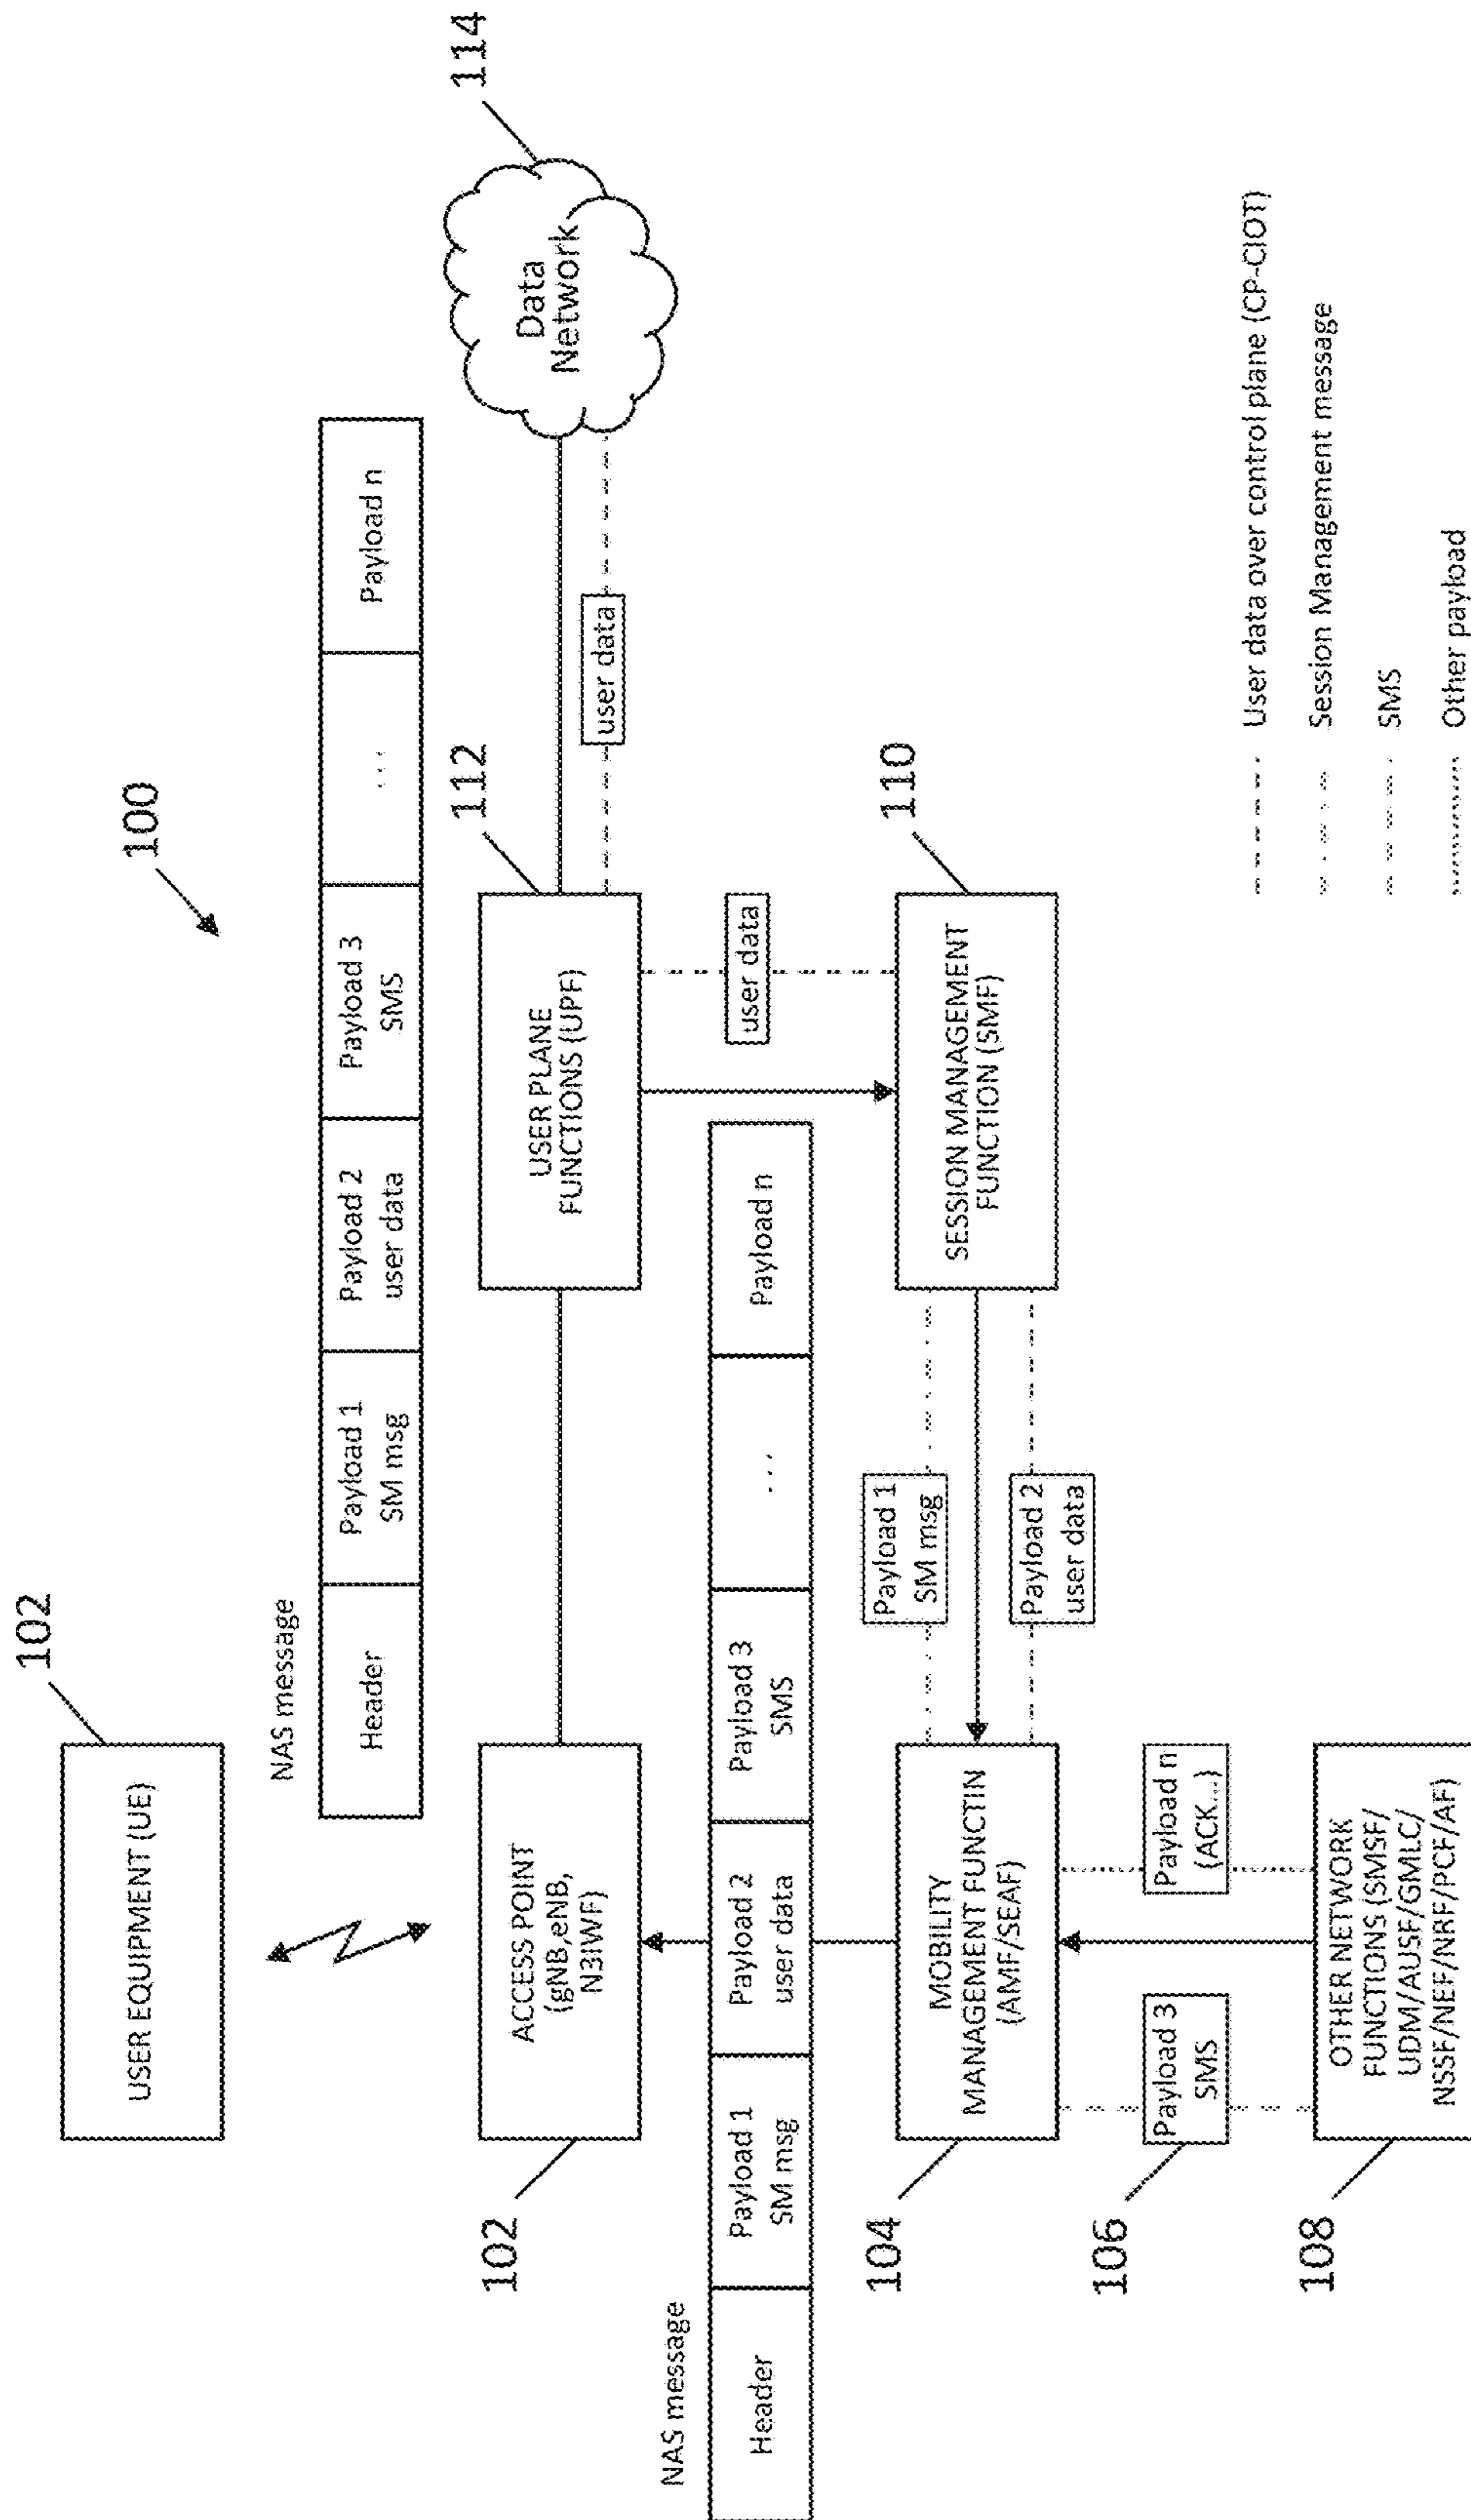 100
102
USER EQUIPMENT (UE)
NAS message
Header
Payload 1
SM msg
Payload 2
user data
Payload 3
SMS
...
Payload n
102
ACCESS POINT
(gNB,eNB,
N3IWF)
112
USER PLANE
FUNCTIONS (UPF)
user data
Data
Network
114
NAS message
Header
Payload 1
SM msg
Payload 2
user data
Payload 3
SMS
...
Payload n
user data
104
MOBILITY
MANAGEMENT FUNCTIN
(AMF/SEAF)
Payload 1
SM msg
Payload 2
user data
110
SESSION MANAGEMENT
FUNCTION (SMF)
106
Payload 3
SMS
Payload n
(ACK...)
108
OTHER NETWORK
FUNCTIONS (SMSF/
UDM/AUSF/GMLC/
NSSF/NEF/NRF/PCF/AF)
User data over control plane (CP-CIOT)
Session Management message
SMS
Other payload